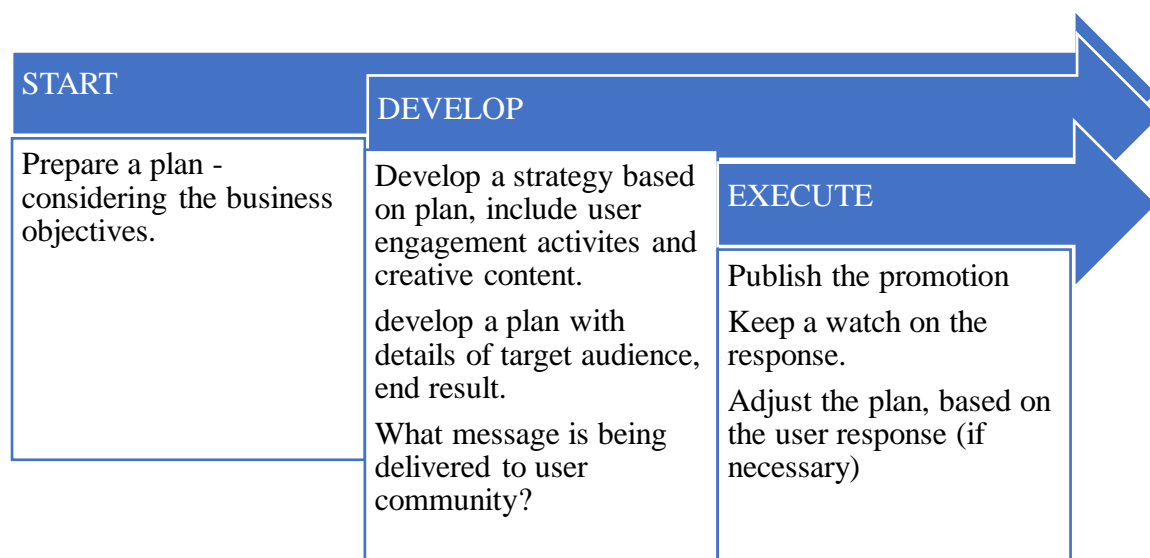 START
Prepare a plan -
considering the business
objectives.
DEVELOP
Develop a strategy based
on plan, include user
engagement activites and
creative content.
develop a plan with
details of target audience,
end result.
What message is being
delivered to user
community?
EXECUTE
Publish the promotion
Keep a watch on the
response.
Adjust the plan, based on
the user response (if
necessary)